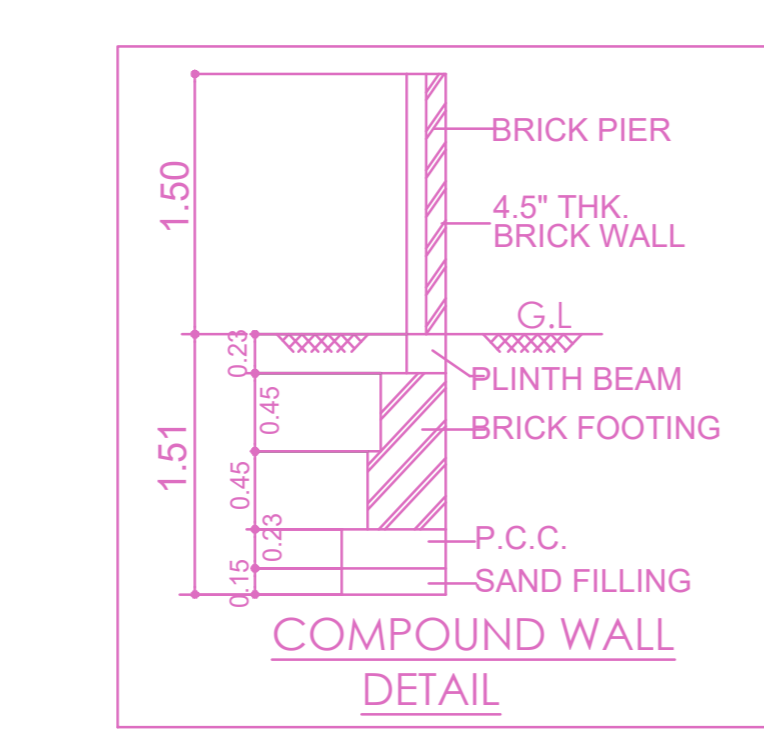 BRICK PIER
1.50
4.5" THK.
BRICK WALL
G.L
0.23
PLINTH BEAM
0.45
BRICK FOOTING
1.51
0.45
0.23
P.C.C.
0.15
SAND FILLING
COMPOUND WALL
DETAIL